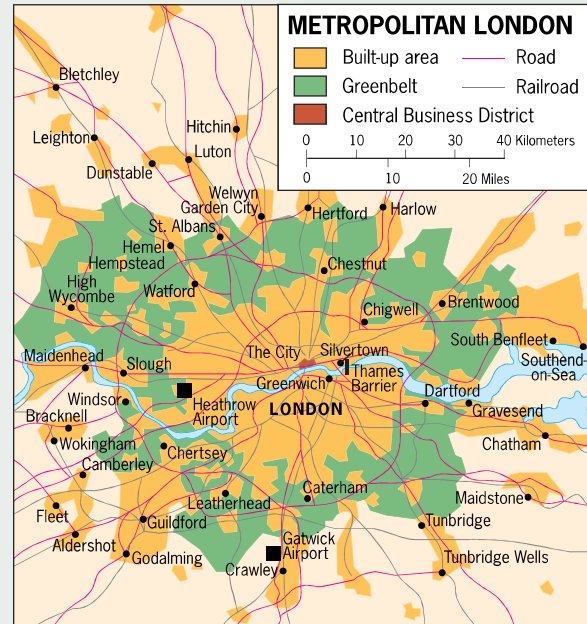 METROPOLITAN LONDON
Built-up area
Road
Greenbelt
Railroad
Central Business District
0 10 20 30 40 Kilometers
0 10 20 Miles
Bletchley
Leighton
Hitchin
Luton
Dunstable
Welwyn
Garden City
Hertford
Harlow
St. Albans
Hemel
Hempstead
Chestnut
High
Wycombe
Watford
Chigwell
Brentwood
South Benfleet
Southend-
on-Sea
Maidenhead
Slough
The City
Silvertown
Thames
Barrier
Greenwich
LONDON
Dartford
Gravesend
Windsor
Heathrow
Airport
Bracknell
Wokingham
Chertsey
Chatham
Camberley
Leatherhead
Caterham
Maidstone
Fleet
Guildford
Tunbridge
Aldershot
Godalming
Gatwick
Airport
Crawley
Tunbridge Wells